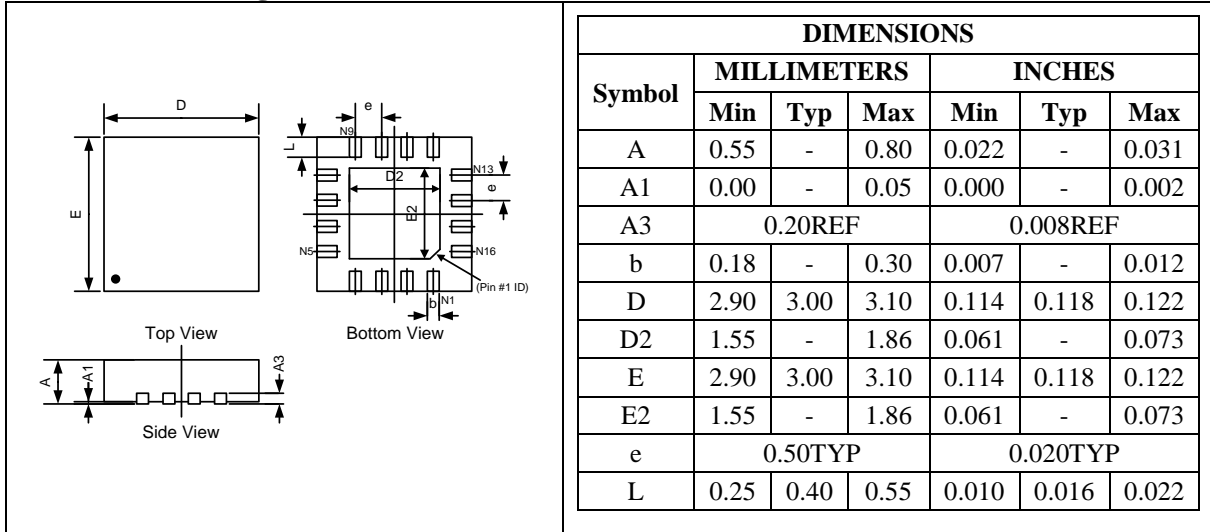 D
E
Top View
e
N9
L
D2
E2
N13
e
N5
N16
(Pin #1 ID)
b
N1
Bottom View
A
A1
A3
Side View
DIMENSIONS
Symbol MILLIMETERS INCHES
Min Typ Max Min Typ Max
A 0.55 - 0.80 0.022 - 0.031
A1 0.00 - 0.05 0.000 - 0.002
A3 0.20REF 0.008REF
b 0.18 - 0.30 0.007 - 0.012
D 2.90 3.00 3.10 0.114 0.118 0.122
D2 1.55 - 1.86 0.061 - 0.073
E 2.90 3.00 3.10 0.114 0.118 0.122
E2 1.55 - 1.86 0.061 - 0.073
e 0.50TYP 0.020TYP
L 0.25 0.40 0.55 0.010 0.016 0.022